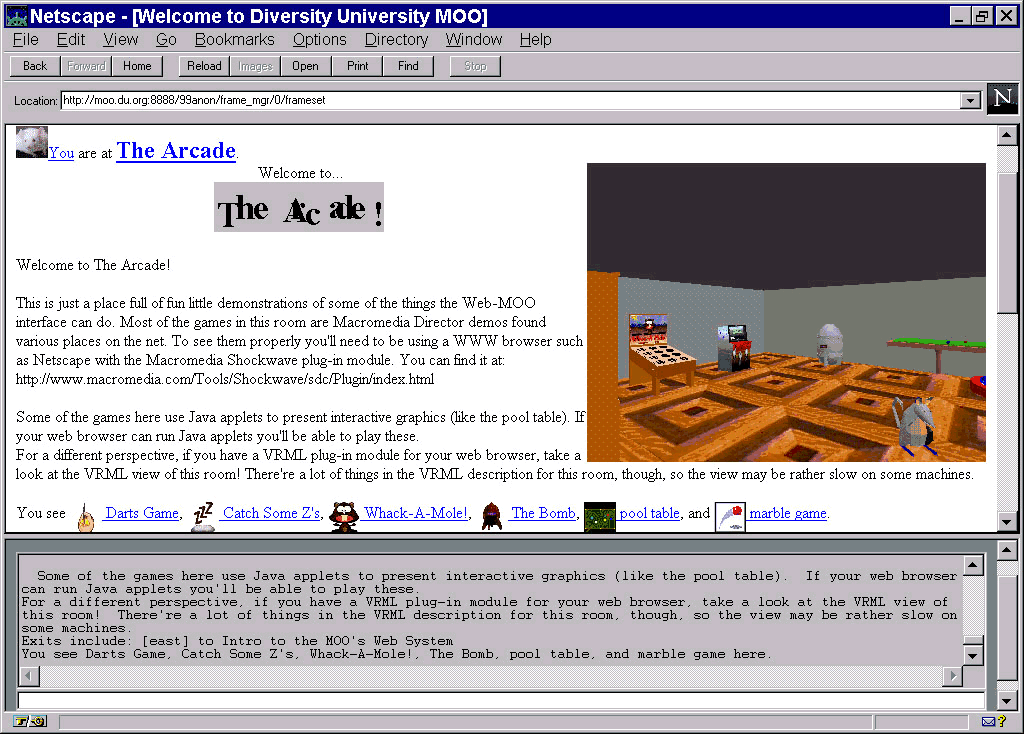 Netscape - [Welcome to Diversity University MOO]
File Edit View Go Bookmarks Options Directory Window Help
Back Forward Home Reload Images Open Print Find Stop
Location: http://moo.du.org:8888/99anon/frame_mgr/0/frameset
N
You are at The Arcade.
Welcome to...
The Arcade!
Welcome to The Arcade!
This is just a place full of fun little demonstrations of some of the things the Web-MOO
interface can do. Most of the games in this room are Macromedia Director demos found
various places on the net. To see them properly you'll need to be using a WWW browser such
as Netscape with the Macromedia Shockwave plug-in module. You can find it at:
http://www.macromedia.com/Tools/Shockwave/sdc/Plugin/index.html
Some of the games here use Java applets to present interactive graphics (like the pool table). If
your web browser can run Java applets you'll be able to play these.
For a different perspective, if you have a VRML plug-in module for your web browser, take a
look at the VRML view of this room! There're a lot of things in the VRML description for this room, though, so the view may be rather slow on some machines.
You see Darts Game, Catch Some Z's, Whack-A-Mole!, The Bomb, pool table, and marble game.
Some of the games here use Java applets to present interactive graphics (like the pool table). If your web browser
can run Java applets you'll be able to play these.
For a different perspective, if you have a VRML plug-in module for your web browser, take a look at the VRML view of
this room! There're a lot of things in the VRML description for this room, though, so the view may be rather slow on
some machines.
Exits include: [east] to Intro to the MOO's Web System
You see Darts Game, Catch Some Z's, Whack-A-Mole!, The Bomb, pool table, and marble game here.